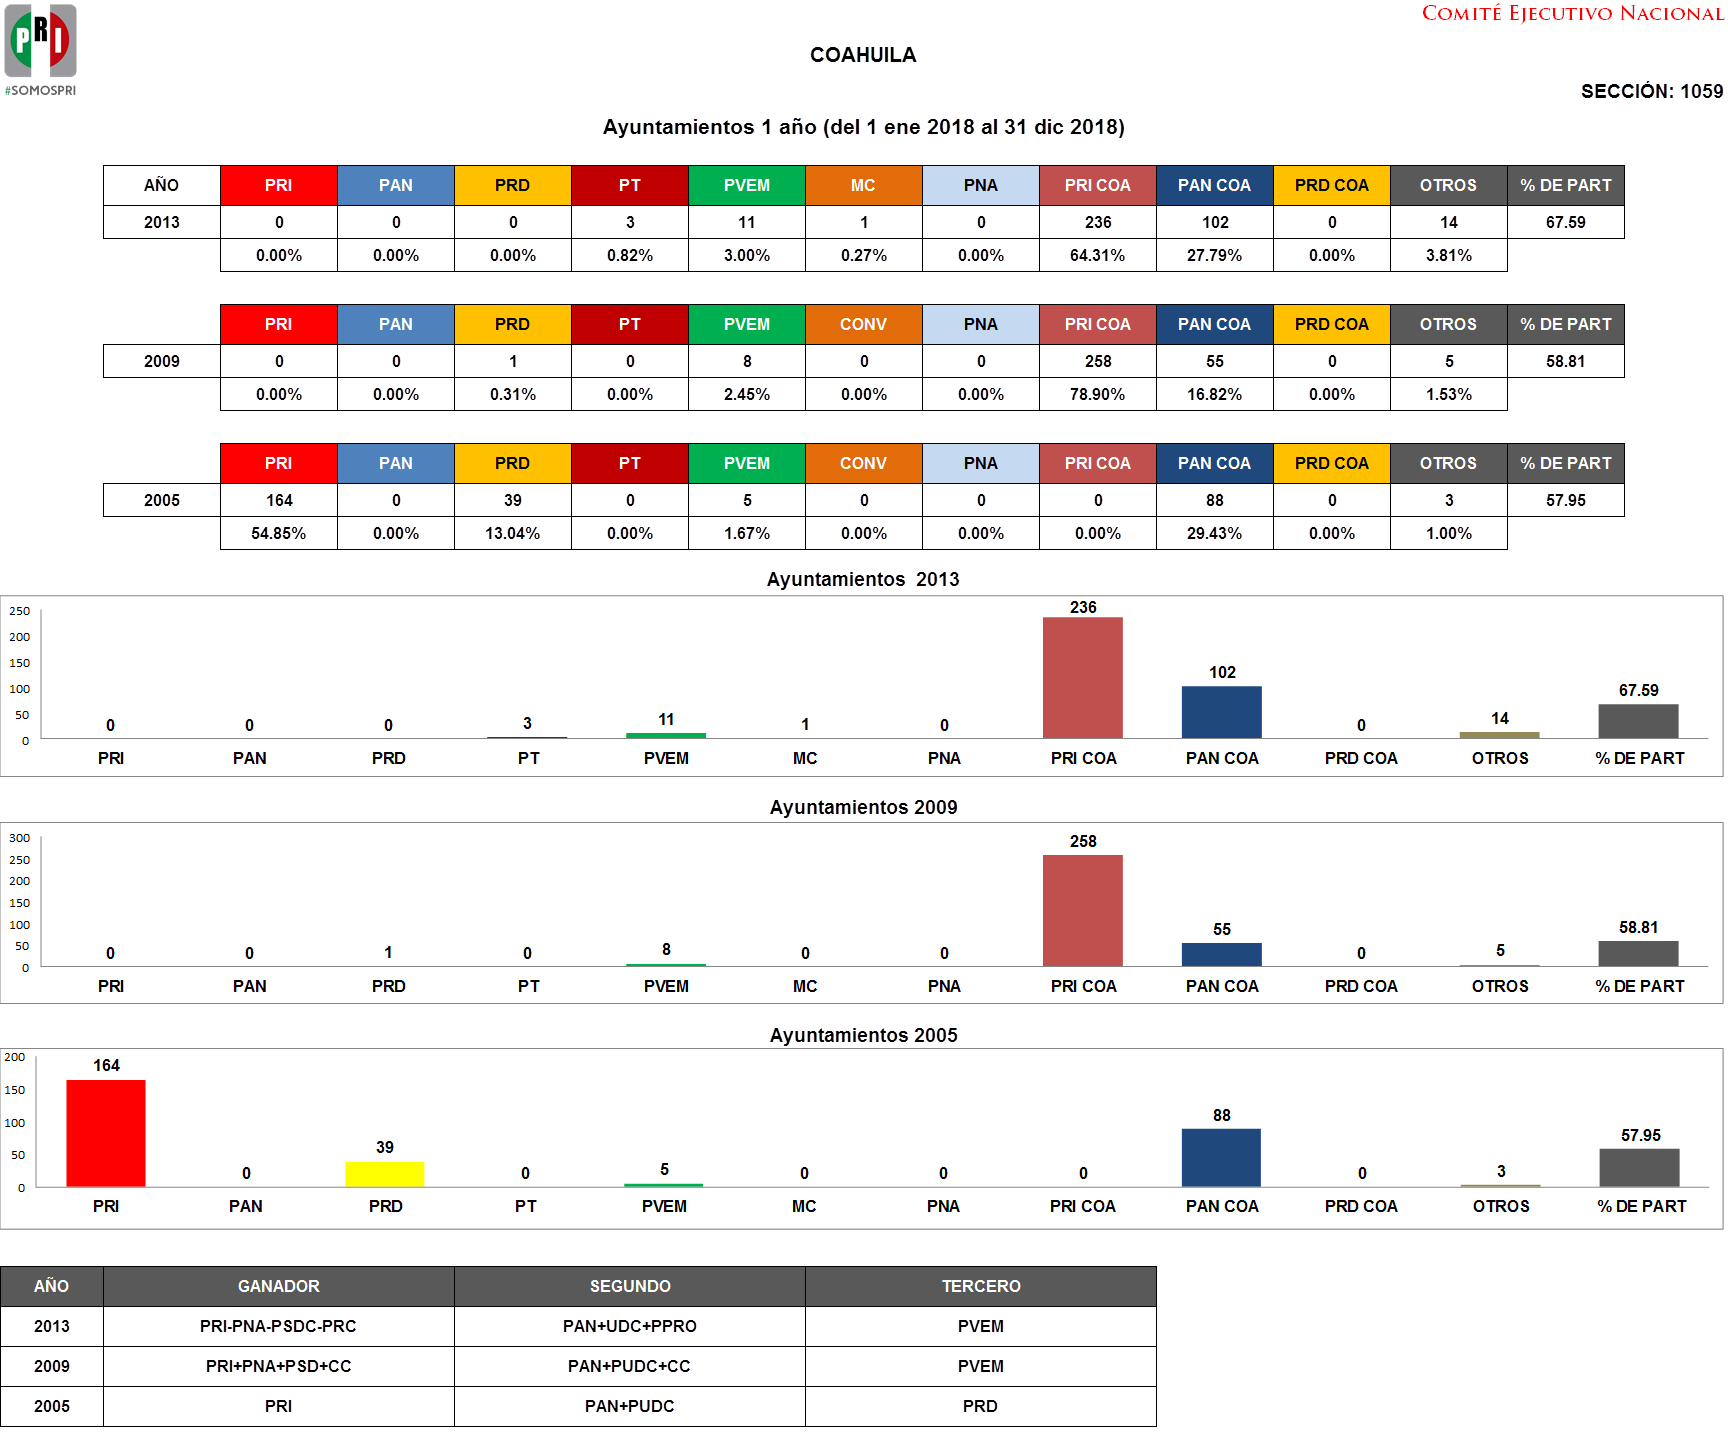 PRI
#SOMOSPRI
COMITÉ EJECUTIVO NACIONAL
COAHUILA
SECCIÓN: 1059
Ayuntamientos 1 año (del 1 ene 2018 al 31 dic 2018)
AÑO PRI PAN PRD PT PVEM MC PNA PRI COA PAN COA PRD COA OTROS % DE PART
2013 0 0 0 3 11 1 0 236 102 0 14 67.59
0.00% 0.00% 0.00% 0.82% 3.00% 0.27% 0.00% 64.31% 27.79% 0.00% 3.81%
PRI PAN PRD PT PVEM CONV PNA PRI COA PAN COA PRD COA OTROS % DE PART
2009 0 0 1 0 8 0 0 258 55 0 5 58.81
0.00% 0.00% 0.31% 0.00% 2.45% 0.00% 0.00% 78.90% 16.82% 0.00% 1.53%
PRI PAN PRD PT PVEM CONV PNA PRI COA PAN COA PRD COA OTROS % DE PART
2005 164 0 39 0 5 0 0 0 88 0 3 57.95
54.85% 0.00% 13.04% 0.00% 1.67% 0.00% 0.00% 0.00% 29.43% 0.00% 1.00%
Ayuntamientos 2013
250
200
150
100
50
0
0 0 0 3 11 1 0 236 102 0 14 67.59
PRI PAN PRD PT PVEM MC PNA PRI COA PAN COA PRD COA OTROS % DE PART
Ayuntamientos 2009
300
250
200
150
100
50
0
0 0 1 0 8 0 0 258 55 0 5 58.81
PRI PAN PRD PT PVEM MC PNA PRI COA PAN COA PRD COA OTROS % DE PART
Ayuntamientos 2005
200
150
100
50
0
164 0 39 0 5 0 0 0 88 0 3 57.95
PRI PAN PRD PT PVEM MC PNA PRI COA PAN COA PRD COA OTROS % DE PART
AÑO GANADOR SEGUNDO TERCERO
2013 PRI-PNA-PSDC-PRC PAN+UDC+PPRO PVEM
2009 PRI+PNA+PSD+CC PAN+PUDC+CC PVEM
2005 PRI PAN+PUDC PRD